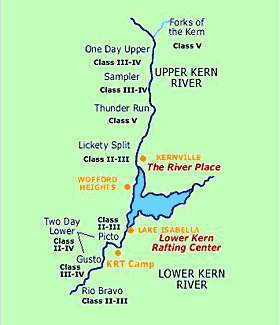 Forks of
the Kern
Class V
One Day Upper
Class III-IV
Sampler
Class III-IV
UPPER KERN
RIVER
Thunder Run
Class V
Lickety Split
Class II-III
KERNVILLE
The River Place
WOFFORD
HEIGHTS
Two Day
Lower
Class
II-IV
Class
II-III
Picto
LAKE ISABELLA
Lower Kern
Rafting Center
Gusto
Class
III-IV
KRT Camp
LOWER KERN
RIVER
Rio Bravo
Class II-III